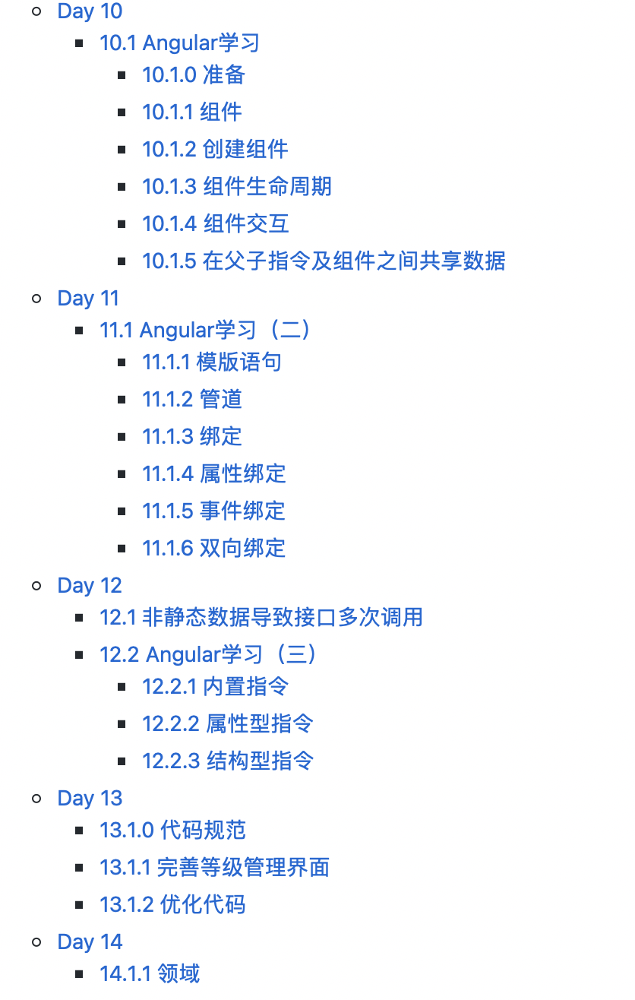 Day 10
10.1 Angular学习
10.1.0 准备
10.1.1 组件
10.1.2 创建组件
10.1.3 组件生命周期
10.1.4 组件交互
10.1.5 在父子指令及组件之间共享数据
Day 11
11.1 Angular学习（二）
11.1.1 模版语句
11.1.2 管道
11.1.3 绑定
11.1.4 属性绑定
11.1.5 事件绑定
11.1.6 双向绑定
Day 12
12.1 非静态数据导致接口多次调用
12.2 Angular学习（三）
12.2.1 内置指令
12.2.2 属性型指令
12.2.3 结构型指令
Day 13
13.1.0 代码规范
13.1.1 完善等级管理界面
13.1.2 优化代码
Day 14
14.1.1 领域